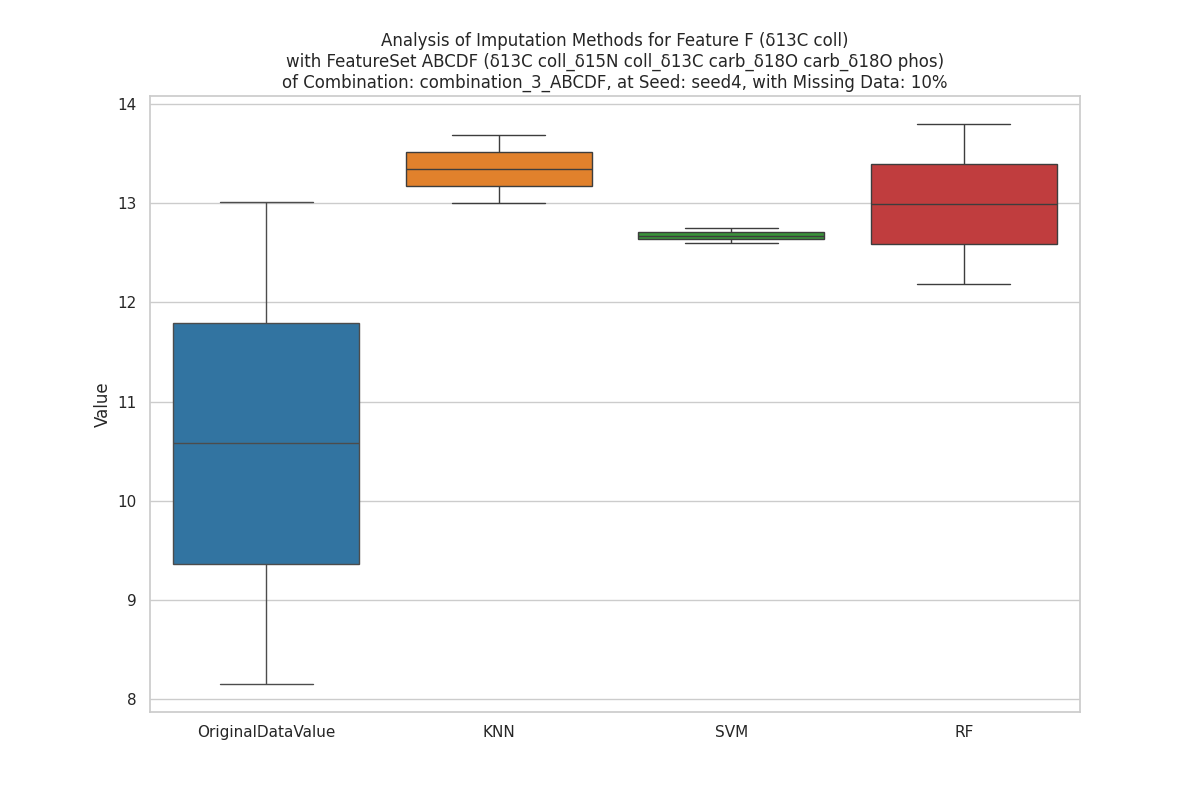 Analysis of Imputation Methods for Feature F (δ13C coll)
with FeatureSet ABCDF (δ13C coll_δ15N coll_δ13C carb_δ18O carb_δ18O phos)
of Combination: combination_3_ABCDF, at Seed: seed4, with Missing Data: 10%
14
13
12
11
10
9
8
Value
OriginalDataValue KNN SVM RF